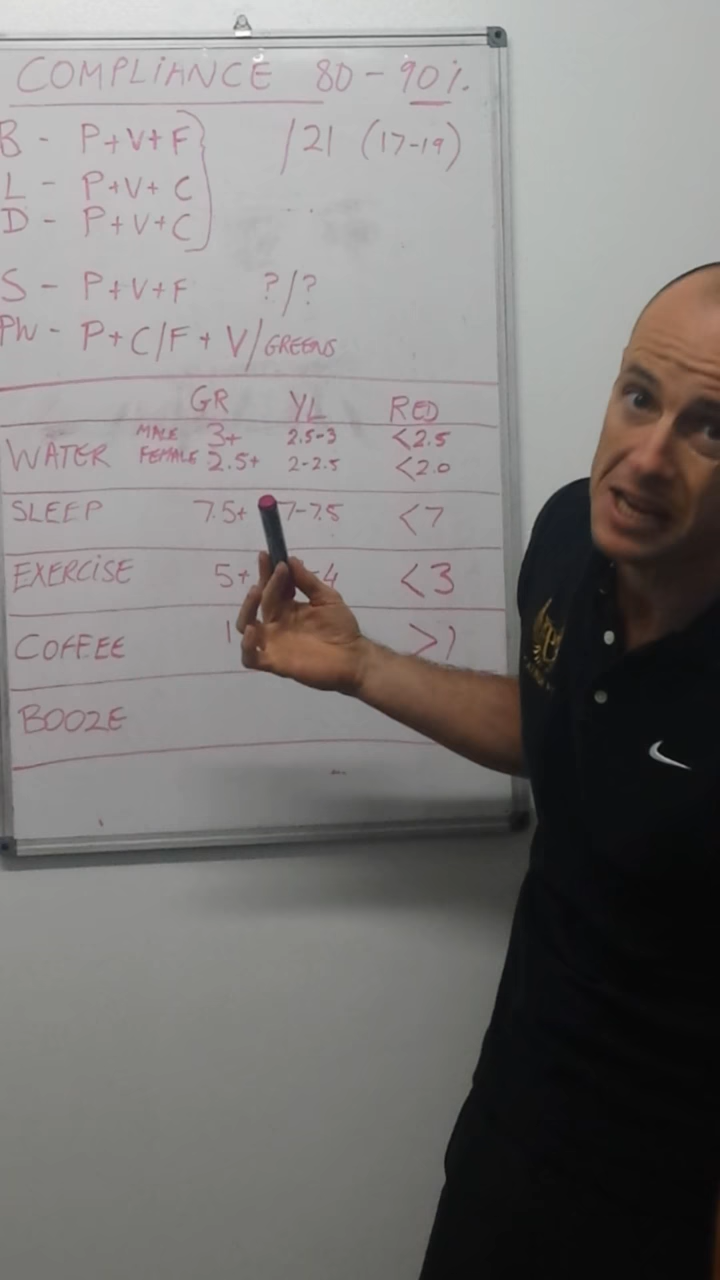 COMPLIANCE 80-90%
B - P+V+F /21 (17-19)
L - P+V+C
D - P+V+C
S - P+V+F ?/?
PW - P+C/F + V/GREENS
GR YL RED
WATER MALE 3+ 2.5-3 <2.5
FEMALE 2.5+ 2-2.5 <2.0
SLEEP 7.5+ 7-7.5 <7
EXERCISE 5+ -4 <3
COFFEE 1 >1
BOOZE